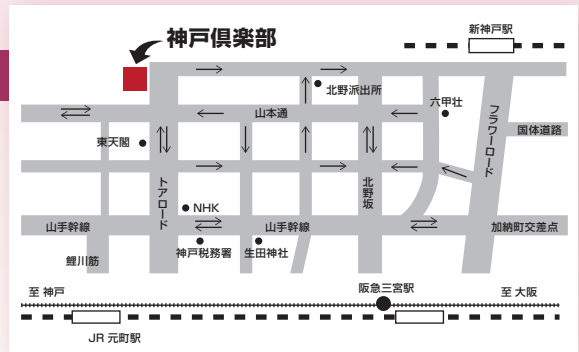 神戸倶楽部
新神戸駅
北野派出所
六甲荘
山本通
フラワーロード
国体道路
東天閣
トアロード
北野坂
NHK
山手幹線
山手幹線
加納町交差点
神戸税務署
生田神社
鯉川筋
至 神戸
阪急三宮駅
至 大阪
JR 元町駅